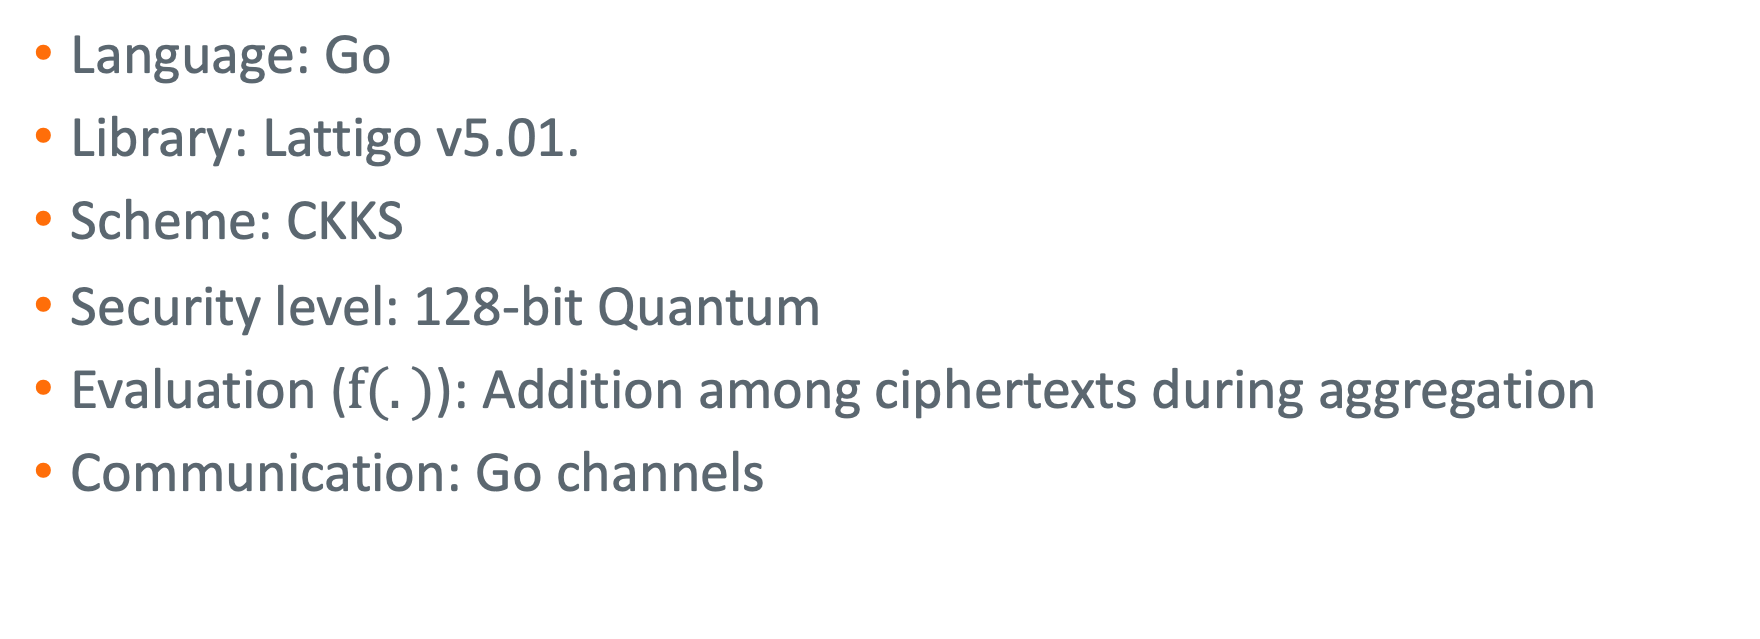 • Language: Go
• Library: Lattigo v5.01.
• Scheme: CKKS
• Security level: 128-bit Quantum
• Evaluation (f(. )): Addition among ciphertexts during aggregation
• Communication: Go channels